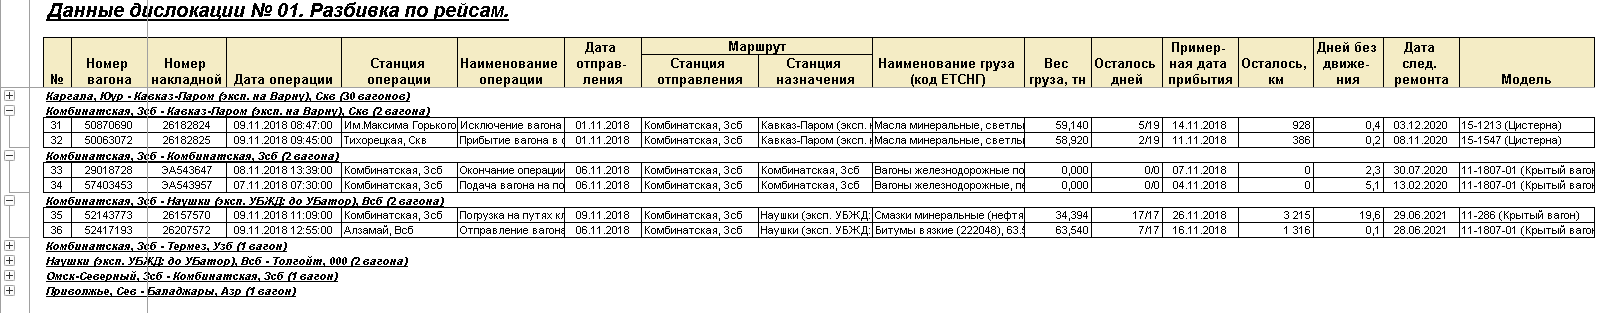 Данные дислокации № 01. Разбивка по рейсам.
№ Номер вагона Номер накладной Дата операции Станция операции Наименование операции Дата отправ-ления Маршрут Станция отправления Станция назначения Наименование груза (код ЕТСНГ) Вес груза, тн Осталось дней Пример-ная дата прибытия Осталось, км Дней без движе-ния Дата след. ремонта Модель
Каргала, Юур - Кавказ-Паром (эксп. на Варну), Скв (30 вагонов)
Комбинатская, Зсб - Кавказ-Паром (эксп. на Варну), Скв (2 вагона)
31 50870690 26182824 09.11.2018 08:47:00 Им.Максима Горького Исключение вагона 01.11.2018 Комбинатская, Зсб Кавказ-Паром (эксп. Масла минеральные, светлы 59,140 5/19 14.11.2018 928 0,4 03.12.2020 15-1213 (Цистерна)
32 50063072 26182825 09.11.2018 09:45:00 Тихорецкая, Скв Прибытие вагона в 01.11.2018 Комбинатская, Зсб Кавказ-Паром (эксп. Масла минеральные, светлы 58,920 2/19 11.11.2018 386 0,2 08.11.2020 15-1547 (Цистерна)
Комбинатская, Зсб - Комбинатская, Зсб (2 вагона)
33 29018728 ЭА543647 08.11.2018 13:39:00 Комбинатская, Зсб Окончание операции 06.11.2018 Комбинатская, Зсб Комбинатская, Зсб Вагоны железнодорожные по 0,000 0/0 07.11.2018 0 2,3 30.07.2020 11-1807-01 (Крытый вагон
34 57403453 ЭА543957 07.11.2018 07:30:00 Комбинатская, Зсб Подача вагона на по 06.11.2018 Комбинатская, Зсб Комбинатская, Зсб Вагоны железнодорожные, пе 0,000 0/0 04.11.2018 0 5,1 13.02.2020 11-1807-01 (Крытый вагон
Комбинатская, Зсб - Наушки (эксп. УБЖД: до УБатор), Всб (2 вагона)
35 52143773 26157570 09.11.2018 11:09:00 Комбинатская, Зсб Погрузка на путях кл 09.11.2018 Комбинатская, Зсб Наушки (эксп. УБЖД: Смазки минеральные (нефтя 34,394 17/17 26.11.2018 3 215 19,6 29.06.2021 11-286 (Крытый вагон)
36 52417193 26207572 09.11.2018 12:55:00 Алзамай, Всб Отправление вагона 06.11.2018 Комбинатская, Зсб Наушки (эксп. УБЖД: Битумы вязкие (222048), 63.5 63,540 7/17 16.11.2018 1 316 0,1 28.06.2021 11-1807-01 (Крытый вагон
Комбинатская, Зсб - Термез, Узб (1 вагон)
Наушки (эксп. УБЖД: до УБатор), Всб - Толгойт, 000 (2 вагона)
Омск-Северный, Зсб - Комбинатская, Зсб (1 вагон)
Приволжье, Сев - Баладжары, Азр (1 вагон)